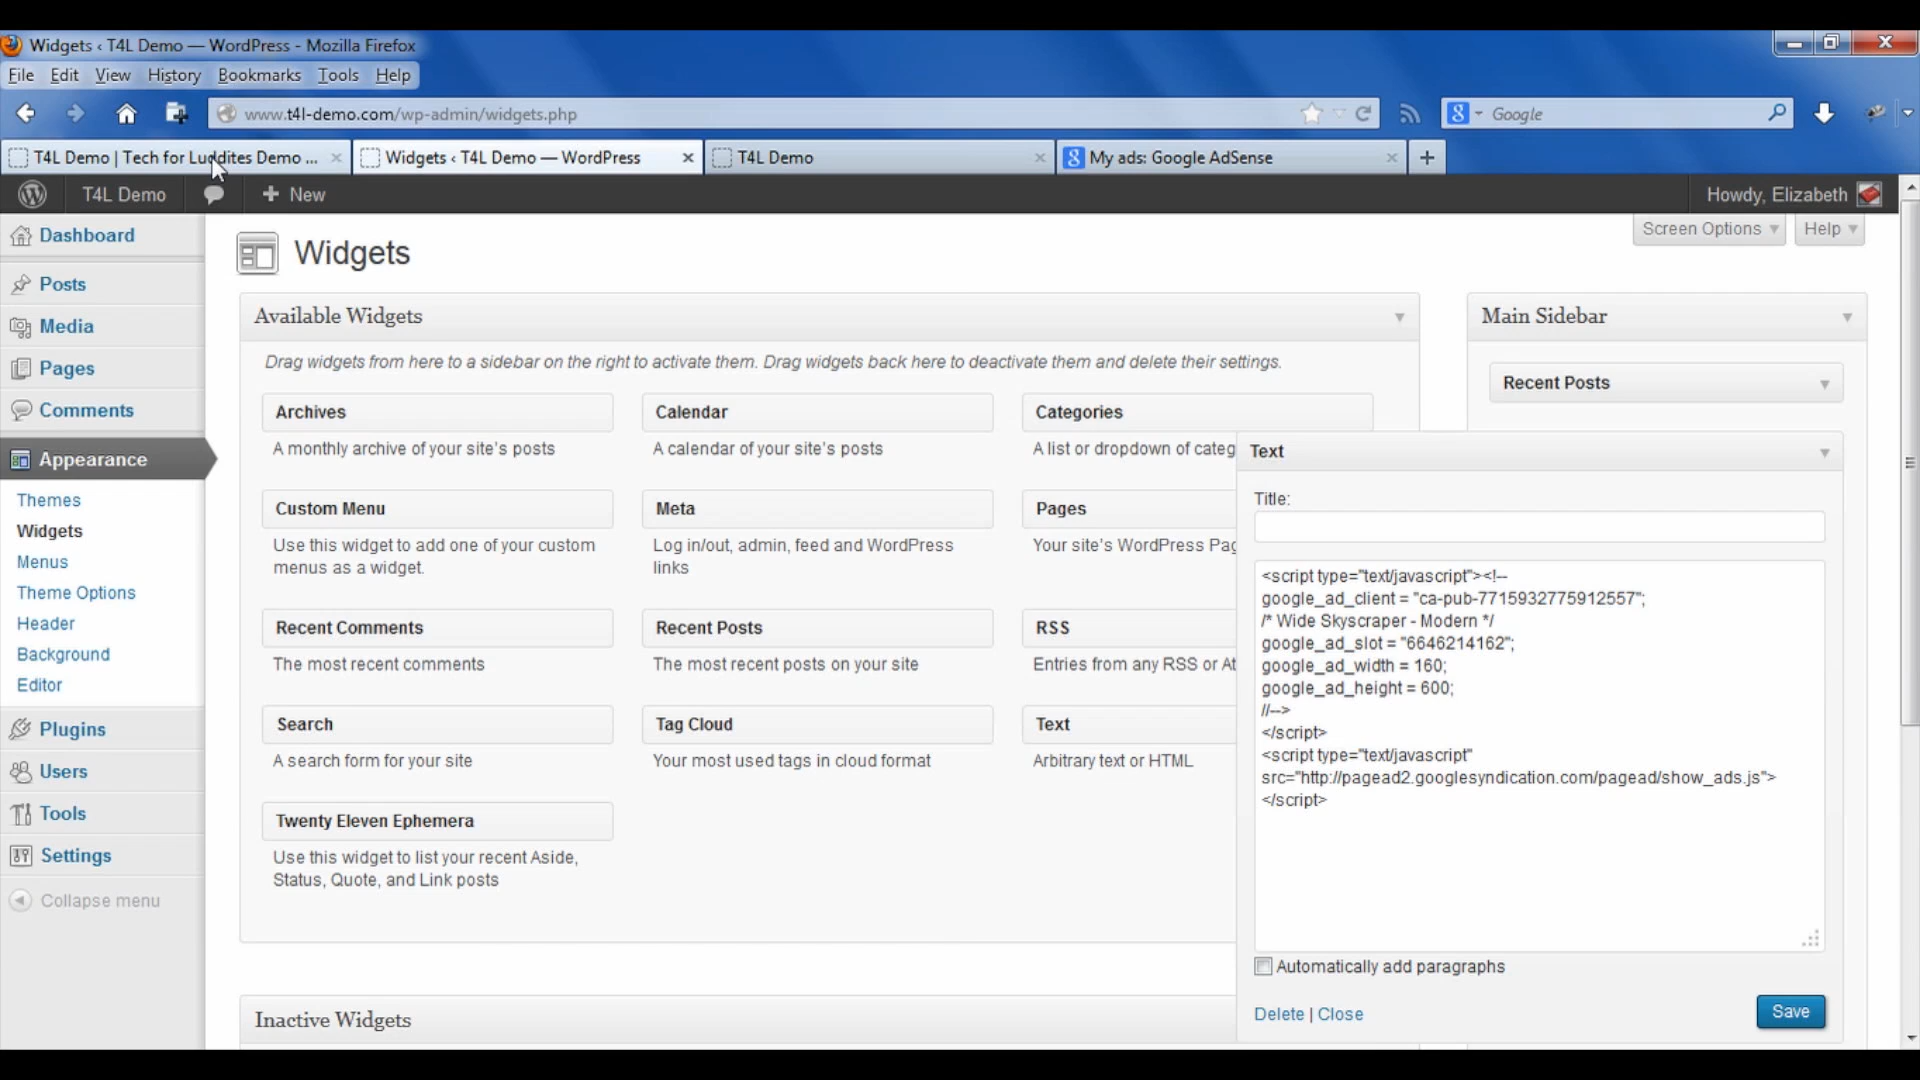 Widgets ‹ T4L Demo — WordPress - Mozilla Firefox
File Edit View History Bookmarks Tools Help
www.t4l-demo.com/wp-admin/widgets.php
Google
T4L Demo | Tech for Luddites Demo ...
Widgets ‹ T4L Demo — WordPress
T4L Demo
My ads: Google AdSense
T4L Demo
+ New
Howdy, Elizabeth
Dashboard
Posts
Media
Pages
Comments
Appearance
Themes
Widgets
Menus
Theme Options
Header
Background
Editor
Plugins
Users
Tools
Settings
Collapse menu
Screen Options
Help
Widgets
Available Widgets
Drag widgets from here to a sidebar on the right to activate them. Drag widgets back here to deactivate them and delete their settings.
Archives
A monthly archive of your site's posts
Calendar
A calendar of your site's posts
Categories
A list or dropdown of categ
Custom Menu
Use this widget to add one of your custom
menus as a widget.
Meta
Log in/out, admin, feed and WordPress
links
Pages
Your site's WordPress Pag
Recent Comments
The most recent comments
Recent Posts
The most recent posts on your site
RSS
Entries from any RSS or At
Search
A search form for your site
Tag Cloud
Your most used tags in cloud format
Text
Arbitrary text or HTML
Twenty Eleven Ephemera
Use this widget to list your recent Aside,
Status, Quote, and Link posts
Inactive Widgets
Main Sidebar
Recent Posts
Text
Title:
<script type="text/javascript"><!--
google_ad_client = "ca-pub-7715932775912557";
/* Wide Skyscraper - Modern */
google_ad_slot = "6646214162";
google_ad_width = 160;
google_ad_height = 600;
//-->
</script>
<script type="text/javascript"
src="http://pagead2.googlesyndication.com/pagead/show_ads.js">
</script>
Automatically add paragraphs
Delete | Close
Save